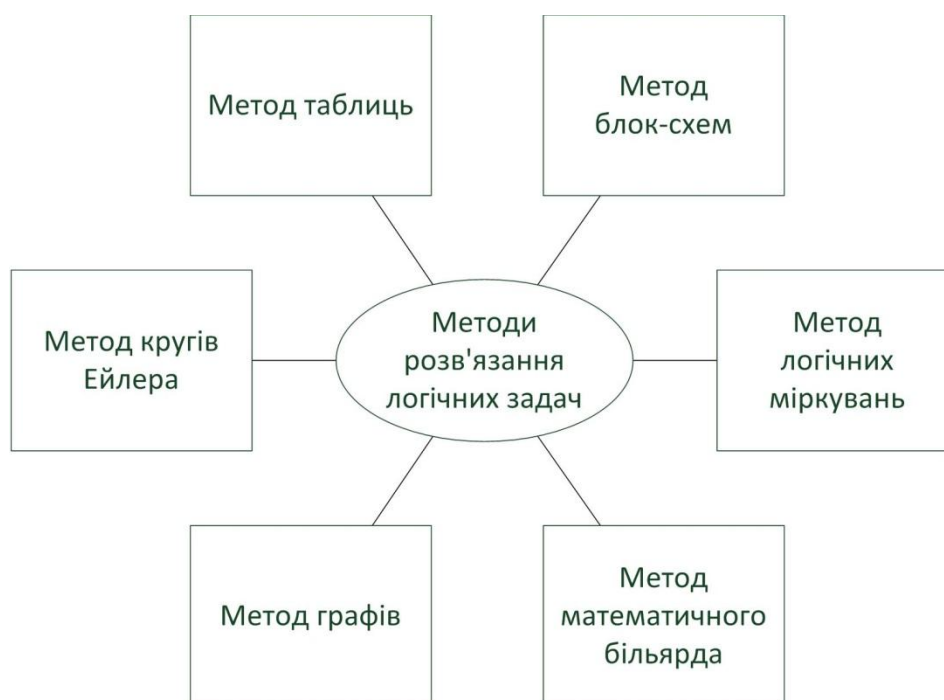 Метод таблиць
Метод
блок-схем
Метод кругів
Ейлера
Методи
розв'язання
логічних задач
Метод
логічних
міркувань
Метод графів
Метод
математичного
більярда